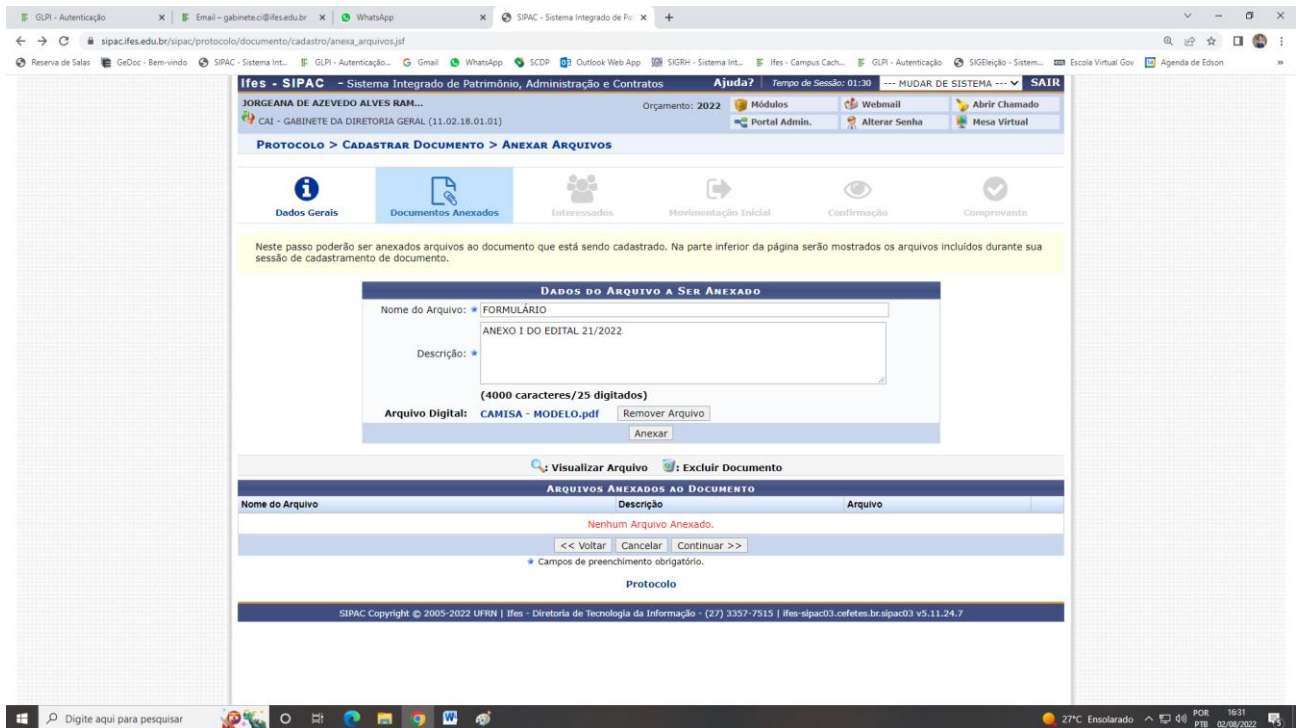 GLPI - Autenticação
Email – gabinete.ci@ifes.edu.br
WhatsApp
SIPAC - Sistema Integrado de Pa
sipac.ifes.edu.br/sipac/protocolo/documento/cadastro/anexa_arquivos.jsf
Reserva de Salas GeDoc - Bem-vindo SIPAC - Sistema Int... GLPI - Autenticação... Gmail WhatsApp SCDP Outlook Web App SIGRH - Sistema Int... Ifes - Campus Cach... GLPI - Autenticação SIGEleição - Sistem... Escola Virtual Gov Agenda de Edson »
Ifes - SIPAC - Sistema Integrado de Patrimônio, Administração e Contratos Ajuda? Tempo de Sessão: 01:30 --- MUDAR DE SISTEMA --- SAIR
JORGEANA DE AZEVEDO ALVES RAM... Orçamento: 2022 Módulos Webmail Abrir Chamado
CAI - GABINETE DA DIRETORIA GERAL (11.02.18.01.01) Portal Admin. Alterar Senha Mesa Virtual
PROTOCOLO > CADASTRAR DOCUMENTO > ANEXAR ARQUIVOS
Dados Gerais Documentos Anexados Interessados Movimentação Inicial Confirmação Comprovante
Neste passo poderão ser anexados arquivos ao documento que está sendo cadastrado. Na parte inferior da página serão mostrados os arquivos incluídos durante sua
sessão de cadastramento de documento.
DADOS DO ARQUIVO A SER ANEXADO
Nome do Arquivo: FORMULÁRIO
ANEXO I DO EDITAL 21/2022
Descrição:
(4000 caracteres/25 digitados)
Arquivo Digital: CAMISA - MODELO.pdf Remover Arquivo
Anexar
: Visualizar Arquivo : Excluir Documento
ARQUIVOS ANEXADOS AO DOCUMENTO
Nome do Arquivo Descrição Arquivo
Nenhum Arquivo Anexado.
<< Voltar Cancelar Continuar >>
Campos de preenchimento obrigatório.
Protocolo
SIPAC Copyright © 2005-2022 UFRN | Ifes - Diretoria de Tecnologia da Informação - (27) 3357-7515 | ifes-sipac03.cefetes.br.sipac03 v5.11.24.7
Digite aqui para pesquisar
27°C Ensolarado
POR
PTB
16:31
02/08/2022